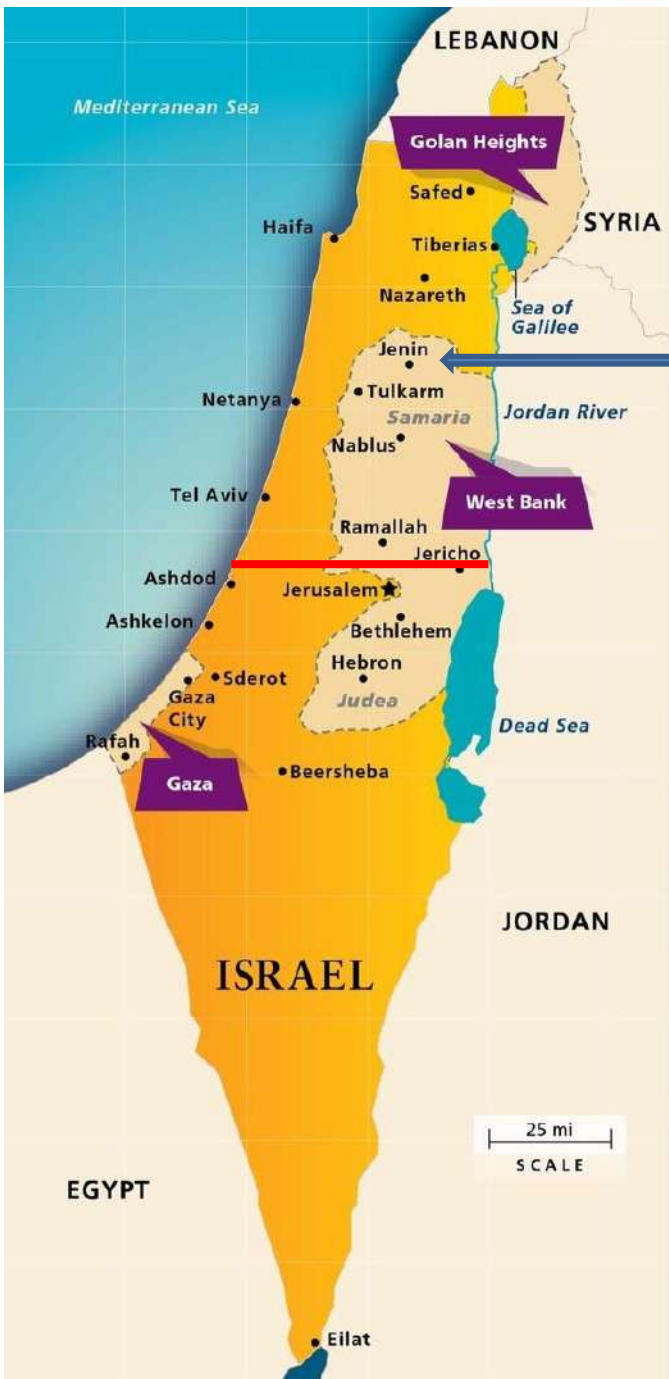 LEBANON
Mediterranean Sea
Golan Heights
Safed
SYRIA
Haifa
Tiberias
Nazareth
Sea of
Galilee
Jenin
Tulkarm
Netanya
Samaria
Jordan River
Nablus
Tel Aviv
West Bank
Ramallah
Jericho
Ashdod
Jerusalem
Ashkelon
Bethlehem
Hebron
Sderot
Gaza
City
Judea
Dead Sea
Rafah
Beersheba
Gaza
JORDAN
ISRAEL
25 mi
SCALE
EGYPT
Eilat